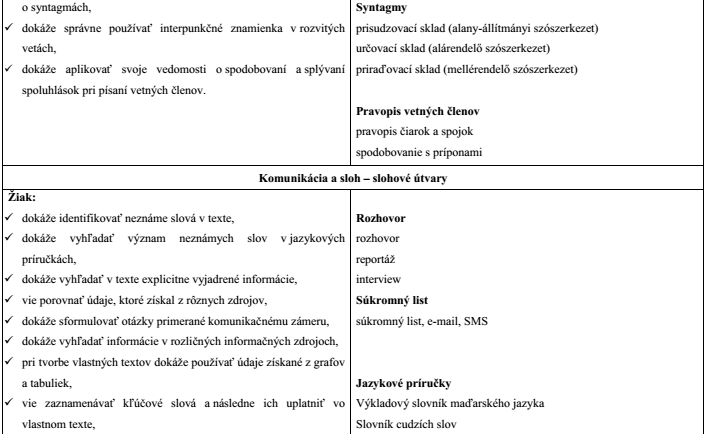 o syntagmách,
✓ dokáže správne používať interpunkčné znamienka v rozvitých
vetách,
✓ dokáže aplikovať svoje vedomosti o spodobovaní a splývaní
spoluhlások pri písaní vetných členov.
Syntagmy
prisudzovací sklad (alany-állítmányi szószerkezet)
určovací sklad (alárendelő szószerkezet)
priraďovací sklad (mellérendelő szószerkezet)
Pravopis vetných členov
pravopis čiarok a spojok
spodobovanie s príponami
Komunikácia a sloh – slohové útvary
Žiak:
✓ dokáže identifikovať neznáme slová v texte,
✓ dokáže vyhľadať význam neznámych slov v jazykových
príručkách,
✓ dokáže vyhľadať v texte explicitne vyjadrené informácie,
✓ vie porovnať údaje, ktoré získal z rôznych zdrojov,
✓ dokáže sformulovať otázky primerané komunikačnému zámeru,
✓ dokáže vyhľadať informácie v rozličných informačných zdrojoch,
✓ pri tvorbe vlastných textov dokáže používať údaje získané z grafov
a tabuliek,
✓ vie zaznamenávať kľúčové slová a následne ich uplatniť vo
vlastnom texte,
Rozhovor
rozhovor
reportáž
interview
Súkromný list
súkromný list, e-mail, SMS
Jazykové príručky
Výkladový slovník maďarského jazyka
Slovník cudzích slov